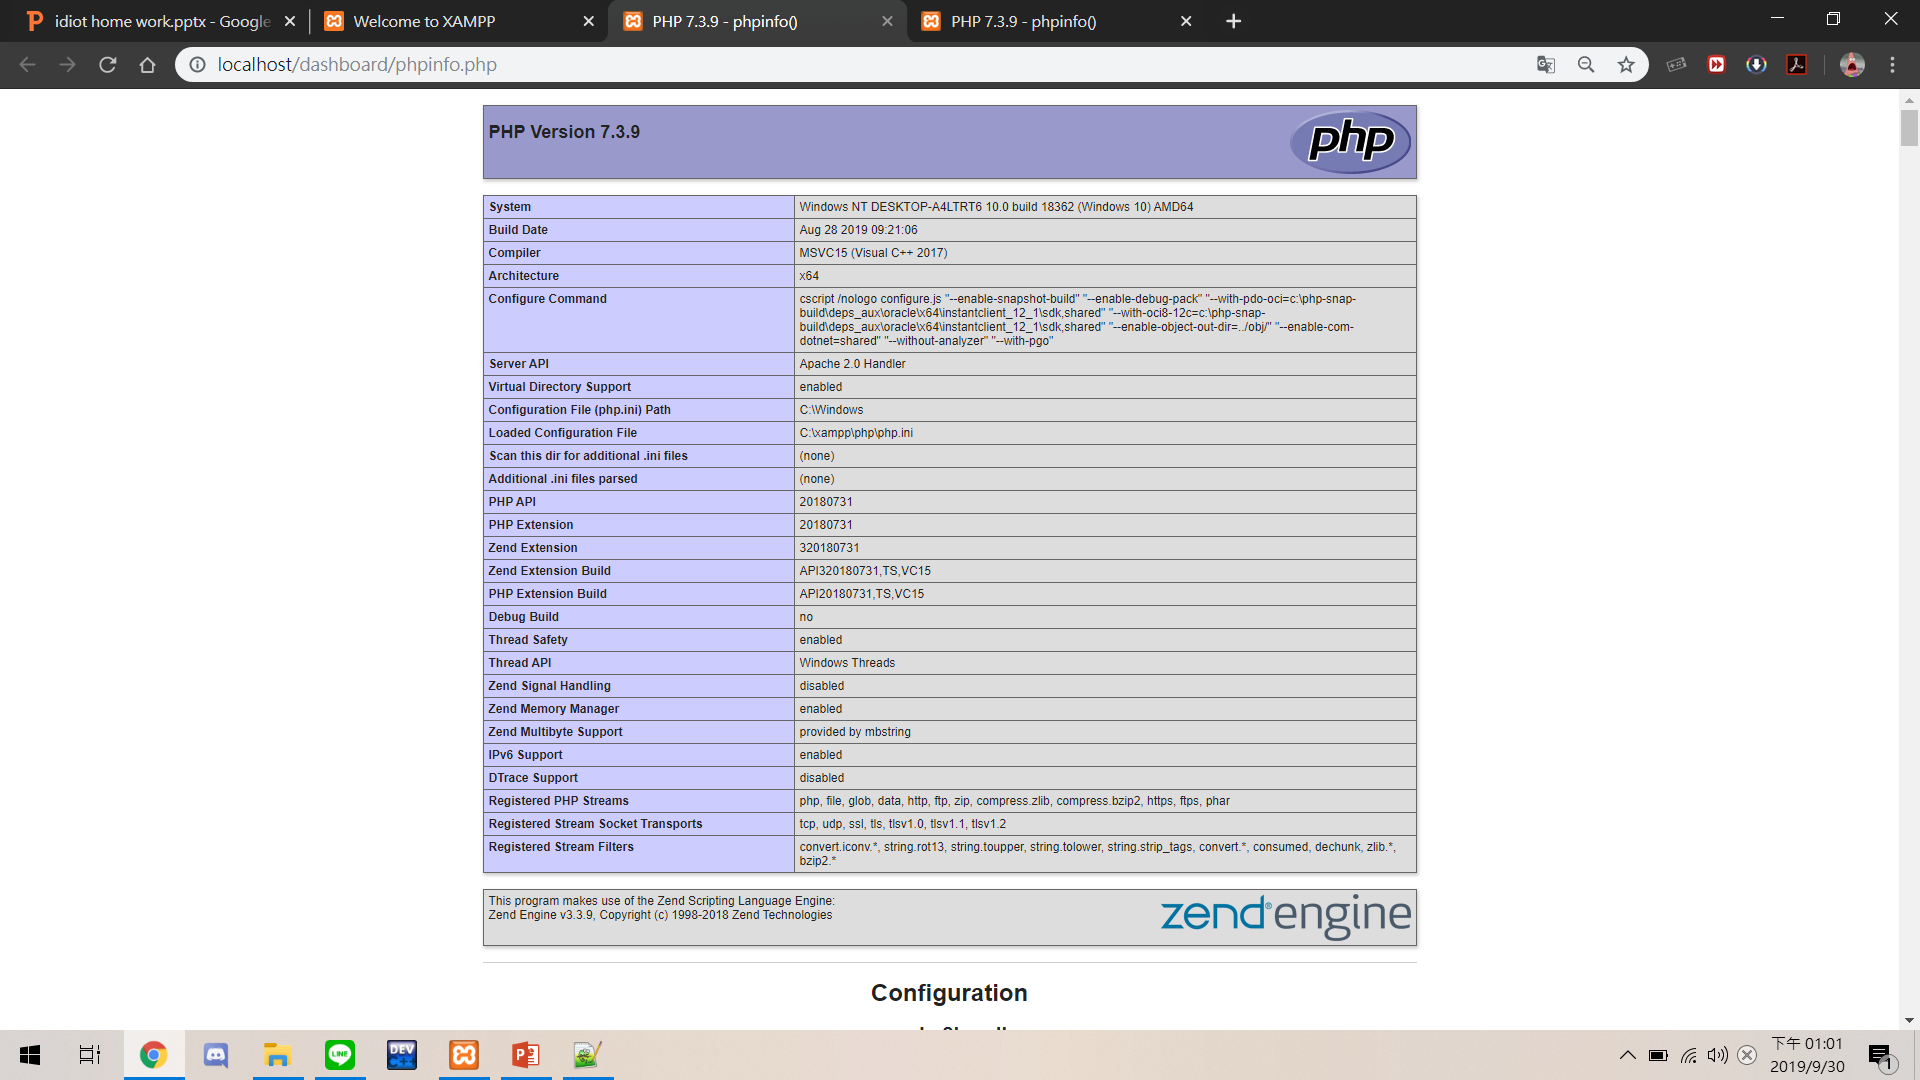 idiot home work.pptx - Google
Welcome to XAMPP
PHP 7.3.9 - phpinfo()
PHP 7.3.9 - phpinfo()
localhost/dashboard/phpinfo.php
PHP Version 7.3.9
php
System Windows NT DESKTOP-A4LTRT6 10.0 build 18362 (Windows 10) AMD64
Build Date Aug 28 2019 09:21:06
Compiler MSVC15 (Visual C++ 2017)
Architecture x64
Configure Command cscript /nologo configure.js "--enable-snapshot-build" "--enable-debug-pack" "--with-pdo-oci=c:\php-snap-
build\deps_aux\oracle\x64\instantclient_12_1\sdk,shared" "--with-oci8-12c=c:\php-snap-
build\deps_aux\oracle\x64\instantclient_12_1\sdk,shared" "--enable-object-out-dir=../obj/" "--enable-com-
dotnet=shared" "--without-analyzer" "--with-pgo"
Server API Apache 2.0 Handler
Virtual Directory Support enabled
Configuration File (php.ini) Path C:\Windows
Loaded Configuration File C:\xampp\php\php.ini
Scan this dir for additional .ini files (none)
Additional .ini files parsed (none)
PHP API 20180731
PHP Extension 20180731
Zend Extension 320180731
Zend Extension Build API320180731,TS,VC15
PHP Extension Build API20180731,TS,VC15
Debug Build no
Thread Safety enabled
Thread API Windows Threads
Zend Signal Handling disabled
Zend Memory Manager enabled
Zend Multibyte Support provided by mbstring
IPv6 Support enabled
DTrace Support disabled
Registered PHP Streams php, file, glob, data, http, ftp, zip, compress.zlib, compress.bzip2, https, ftps, phar
Registered Stream Socket Transports tcp, udp, ssl, tls, tlsv1.0, tlsv1.1, tlsv1.2
Registered Stream Filters convert.iconv.*, string.rot13, string.toupper, string.tolower, string.strip_tags, convert.*, consumed, dechunk, zlib.*,
bzip2.*
This program makes use of the Zend Scripting Language Engine:
Zend Engine v3.3.9, Copyright (c) 1998-2018 Zend Technologies
zend® engine
Configuration
LINE
DEV C++
下午 01:01
2019/9/30
1